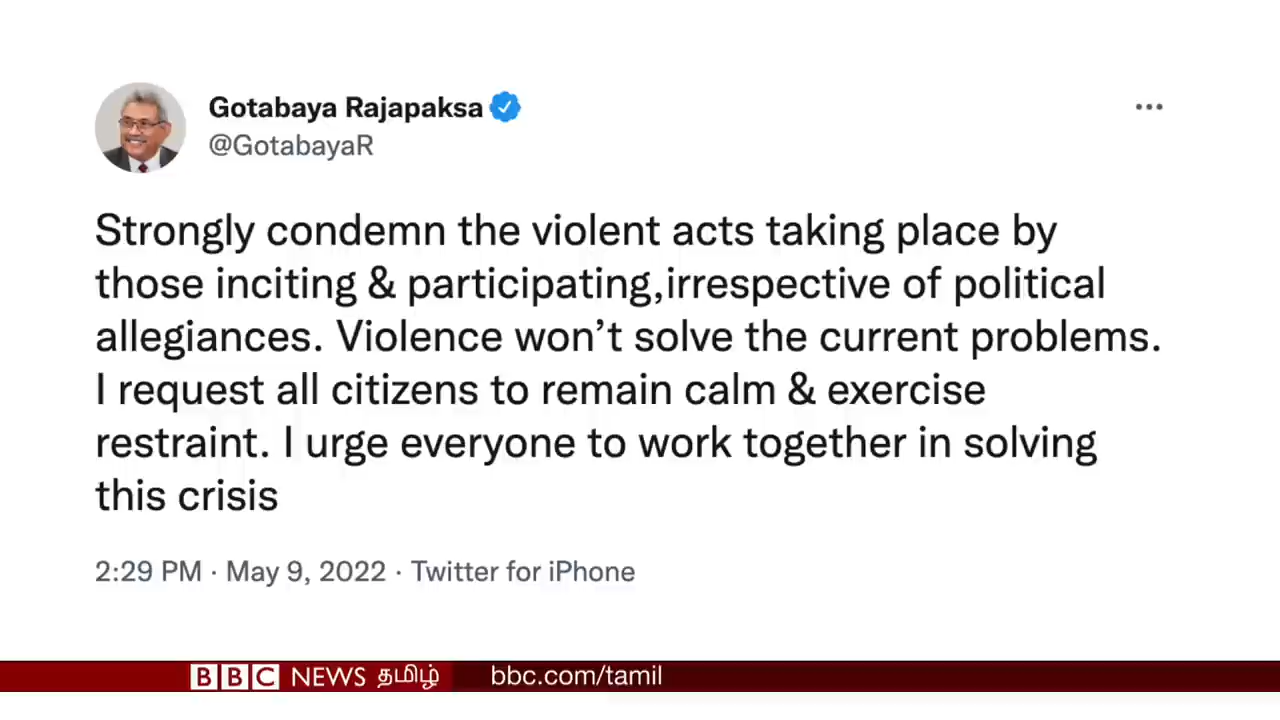 Gotabaya Rajapaksa
@GotabayaR
Strongly condemn the violent acts taking place by
those inciting & participating,irrespective of political
allegiances. Violence won’t solve the current problems.
I request all citizens to remain calm & exercise
restraint. I urge everyone to work together in solving
this crisis
2:29 PM · May 9, 2022 · Twitter for iPhone
BBC NEWS தமிழ் bbc.com/tamil